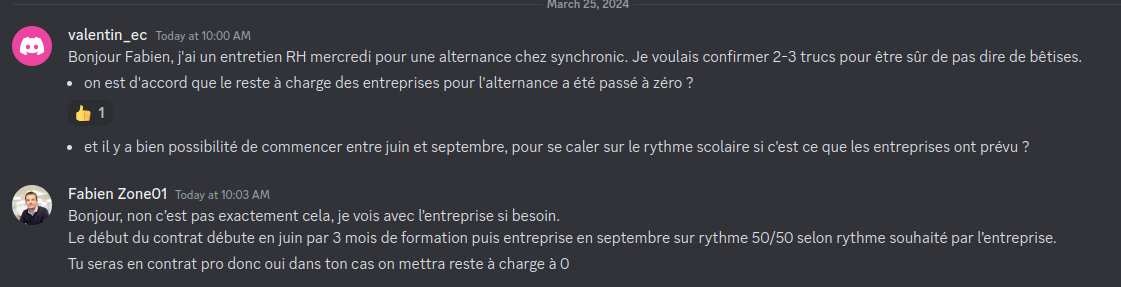 March 25, 2024
valentin_ec Today at 10:00 AM
Bonjour Fabien, j'ai un entretien RH mercredi pour une alternance chez synchronic. Je voulais confirmer 2-3 trucs pour être sûr de pas dire de bêtises.
• on est d'accord que le reste à charge des entreprises pour l'alternance a été passé à zéro ?
👍 1
• et il y a bien possibilité de commencer entre juin et septembre, pour se caler sur le rythme scolaire si c'est ce que les entreprises ont prévu ?
Fabien Zone01 Today at 10:03 AM
Bonjour, non c’est pas exactement cela, je vois avec l’entreprise si besoin.
Le début du contrat débute en juin par 3 mois de formation puis entreprise en septembre sur rythme 50/50 selon rythme souhaité par l’entreprise.
Tu seras en contrat pro donc oui dans ton cas on mettra reste à charge à 0